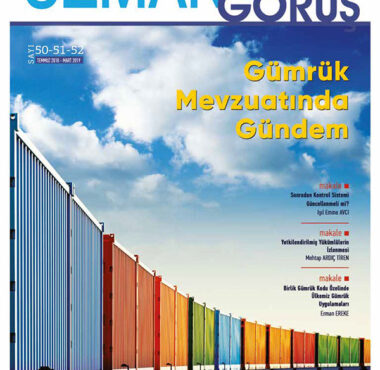 UZMAN
GÖRÜŞ
SAYI
50-51-52
TEMMUZ 2018 - MART 2019
Gümrük
Mevzuatında
Gündem
makale
Sonradan Kontrol Sistemi
Güncellenmeli mi?
Işıl Emine AVCI
makale
Yetkilendirilmiş Yükümlülerin
İzlenmesi
Mehtap ARDIÇ TİREN
makale
Birlik Gümrük Kodu Özelinde
Ülkemiz Gümrük
Uygulamaları
Erman EREKE